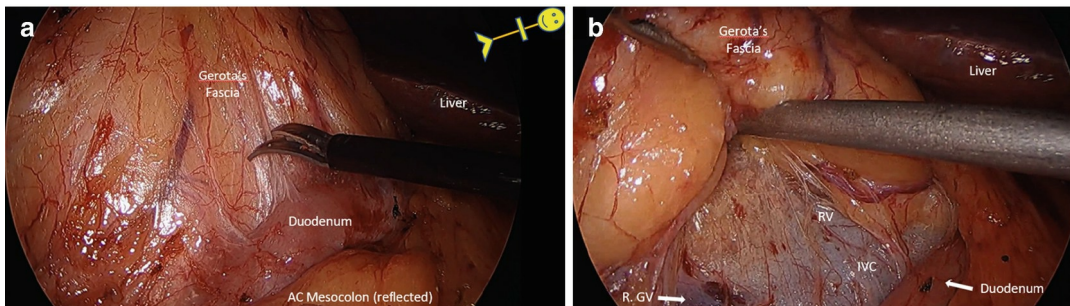 a
Gerota's
Fascia
Liver
Duodenum
AC Mesocolon (reflected)
b
Gerota's
Fascia
Liver
RV
IVC
Duodenum
R. GV